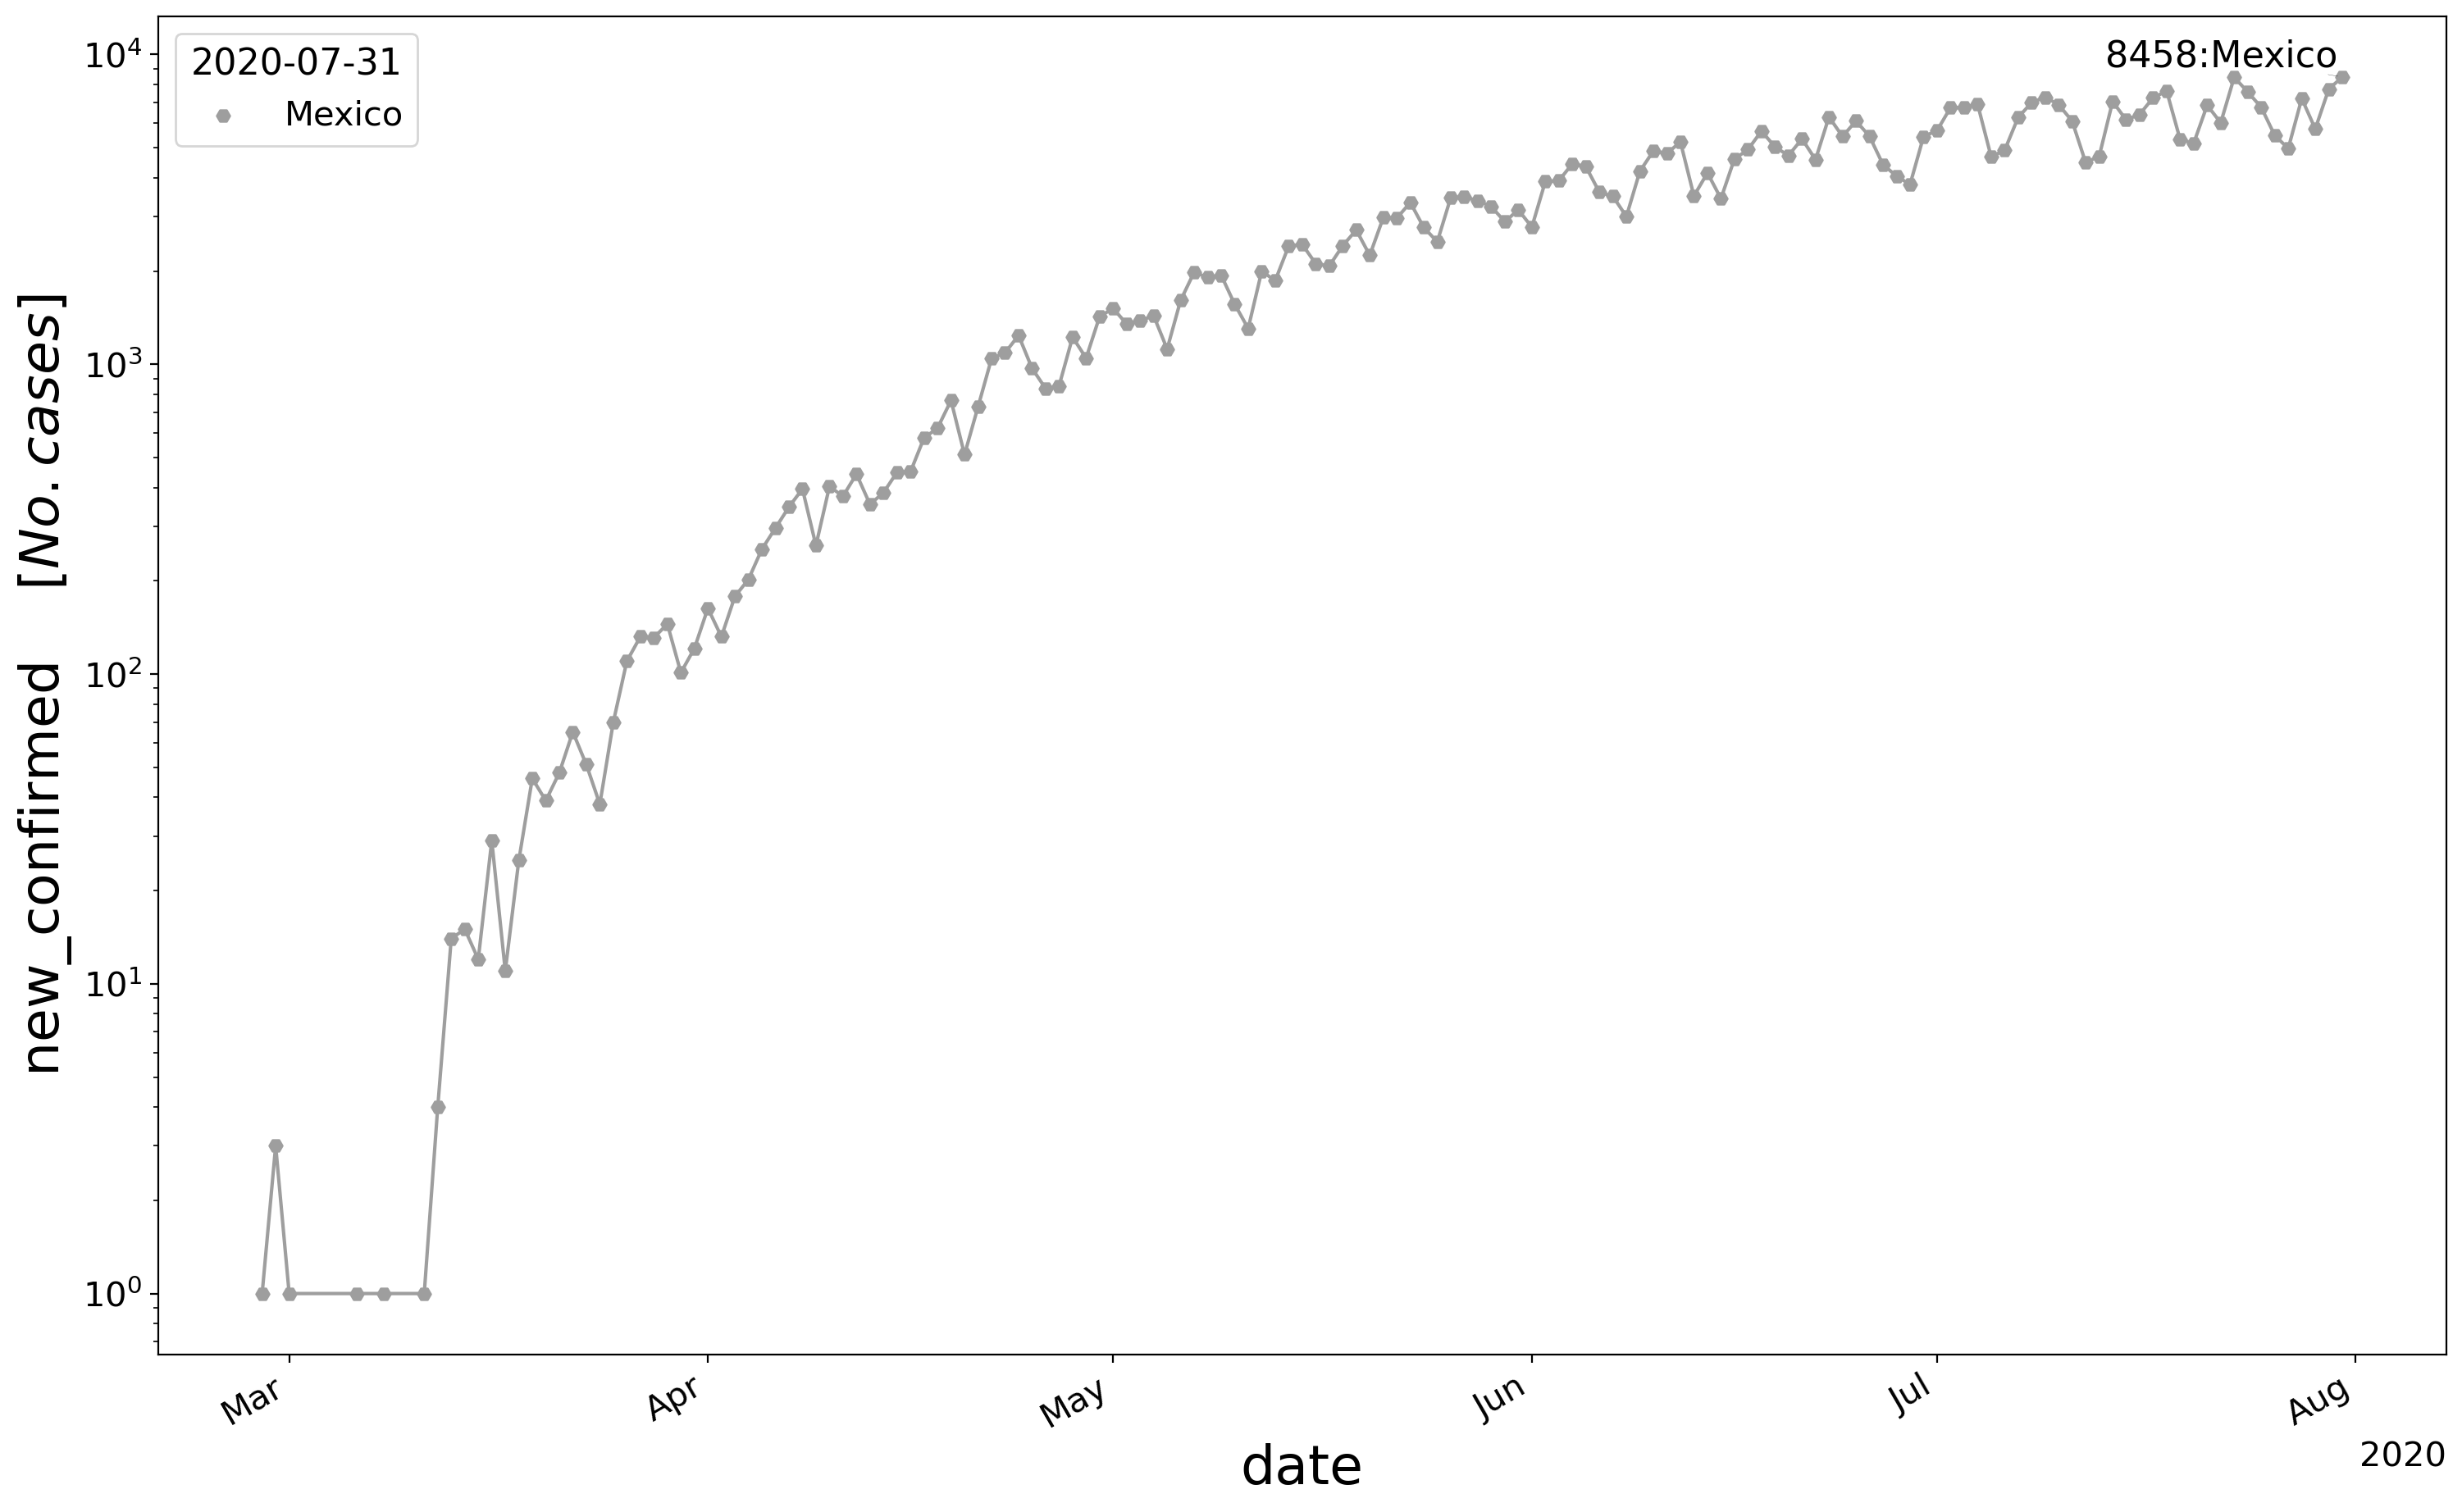 2020-07-31
Mexico
8458:Mexico
10⁴
10³
10²
10¹
10⁰
new_confirmed [No. cases]
Mar
Apr
May
Jun
Jul
Aug
2020
date